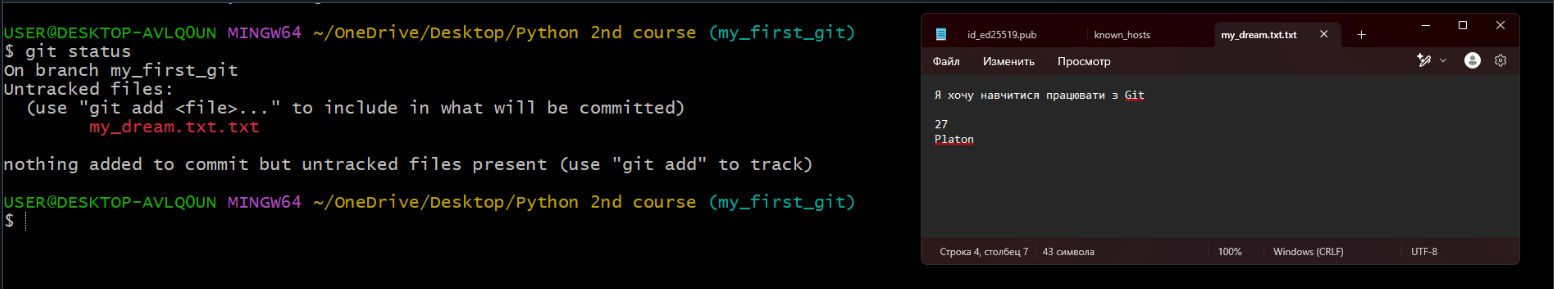 USER@DESKTOP-AVLQ0UN MINGW64 ~/OneDrive/Desktop/Python 2nd course (my_first_git)
$ git status
On branch my_first_git
Untracked files:
  (use "git add <file>..." to include in what will be committed)
        my_dream.txt.txt

nothing added to commit but untracked files present (use "git add" to track)

USER@DESKTOP-AVLQ0UN MINGW64 ~/OneDrive/Desktop/Python 2nd course (my_first_git)
$
id_ed25519.pub known_hosts my_dream.txt.txt
Файл Изменить Просмотр
Я хочу навчитися працювати з Git
27
Platon
Строка 4, столбец 7 43 символа 100% Windows (CRLF) UTF-8